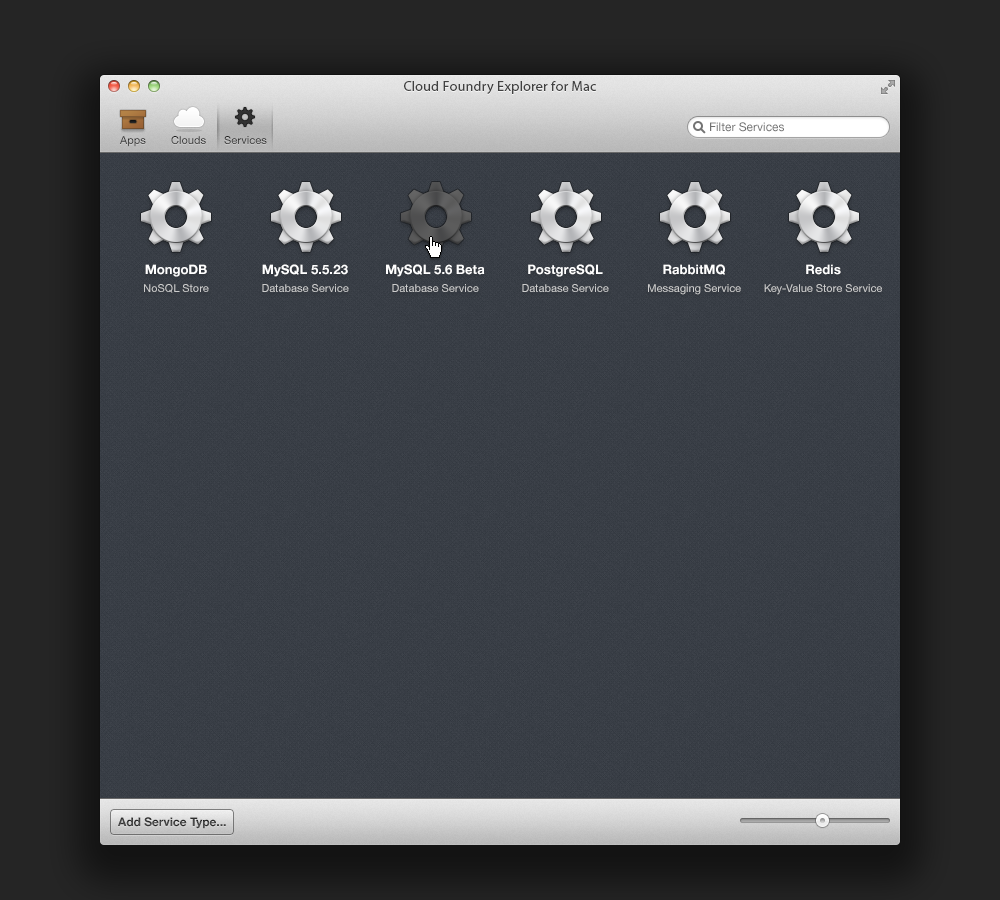 Cloud Foundry Explorer for Mac
Apps
Clouds
Services
Filter Services
MongoDB
NoSQL Store
MySQL 5.5.23
Database Service
MySQL 5.6 Beta
Database Service
PostgreSQL
Database Service
RabbitMQ
Messaging Service
Redis
Key-Value Store Service
Add Service Type...